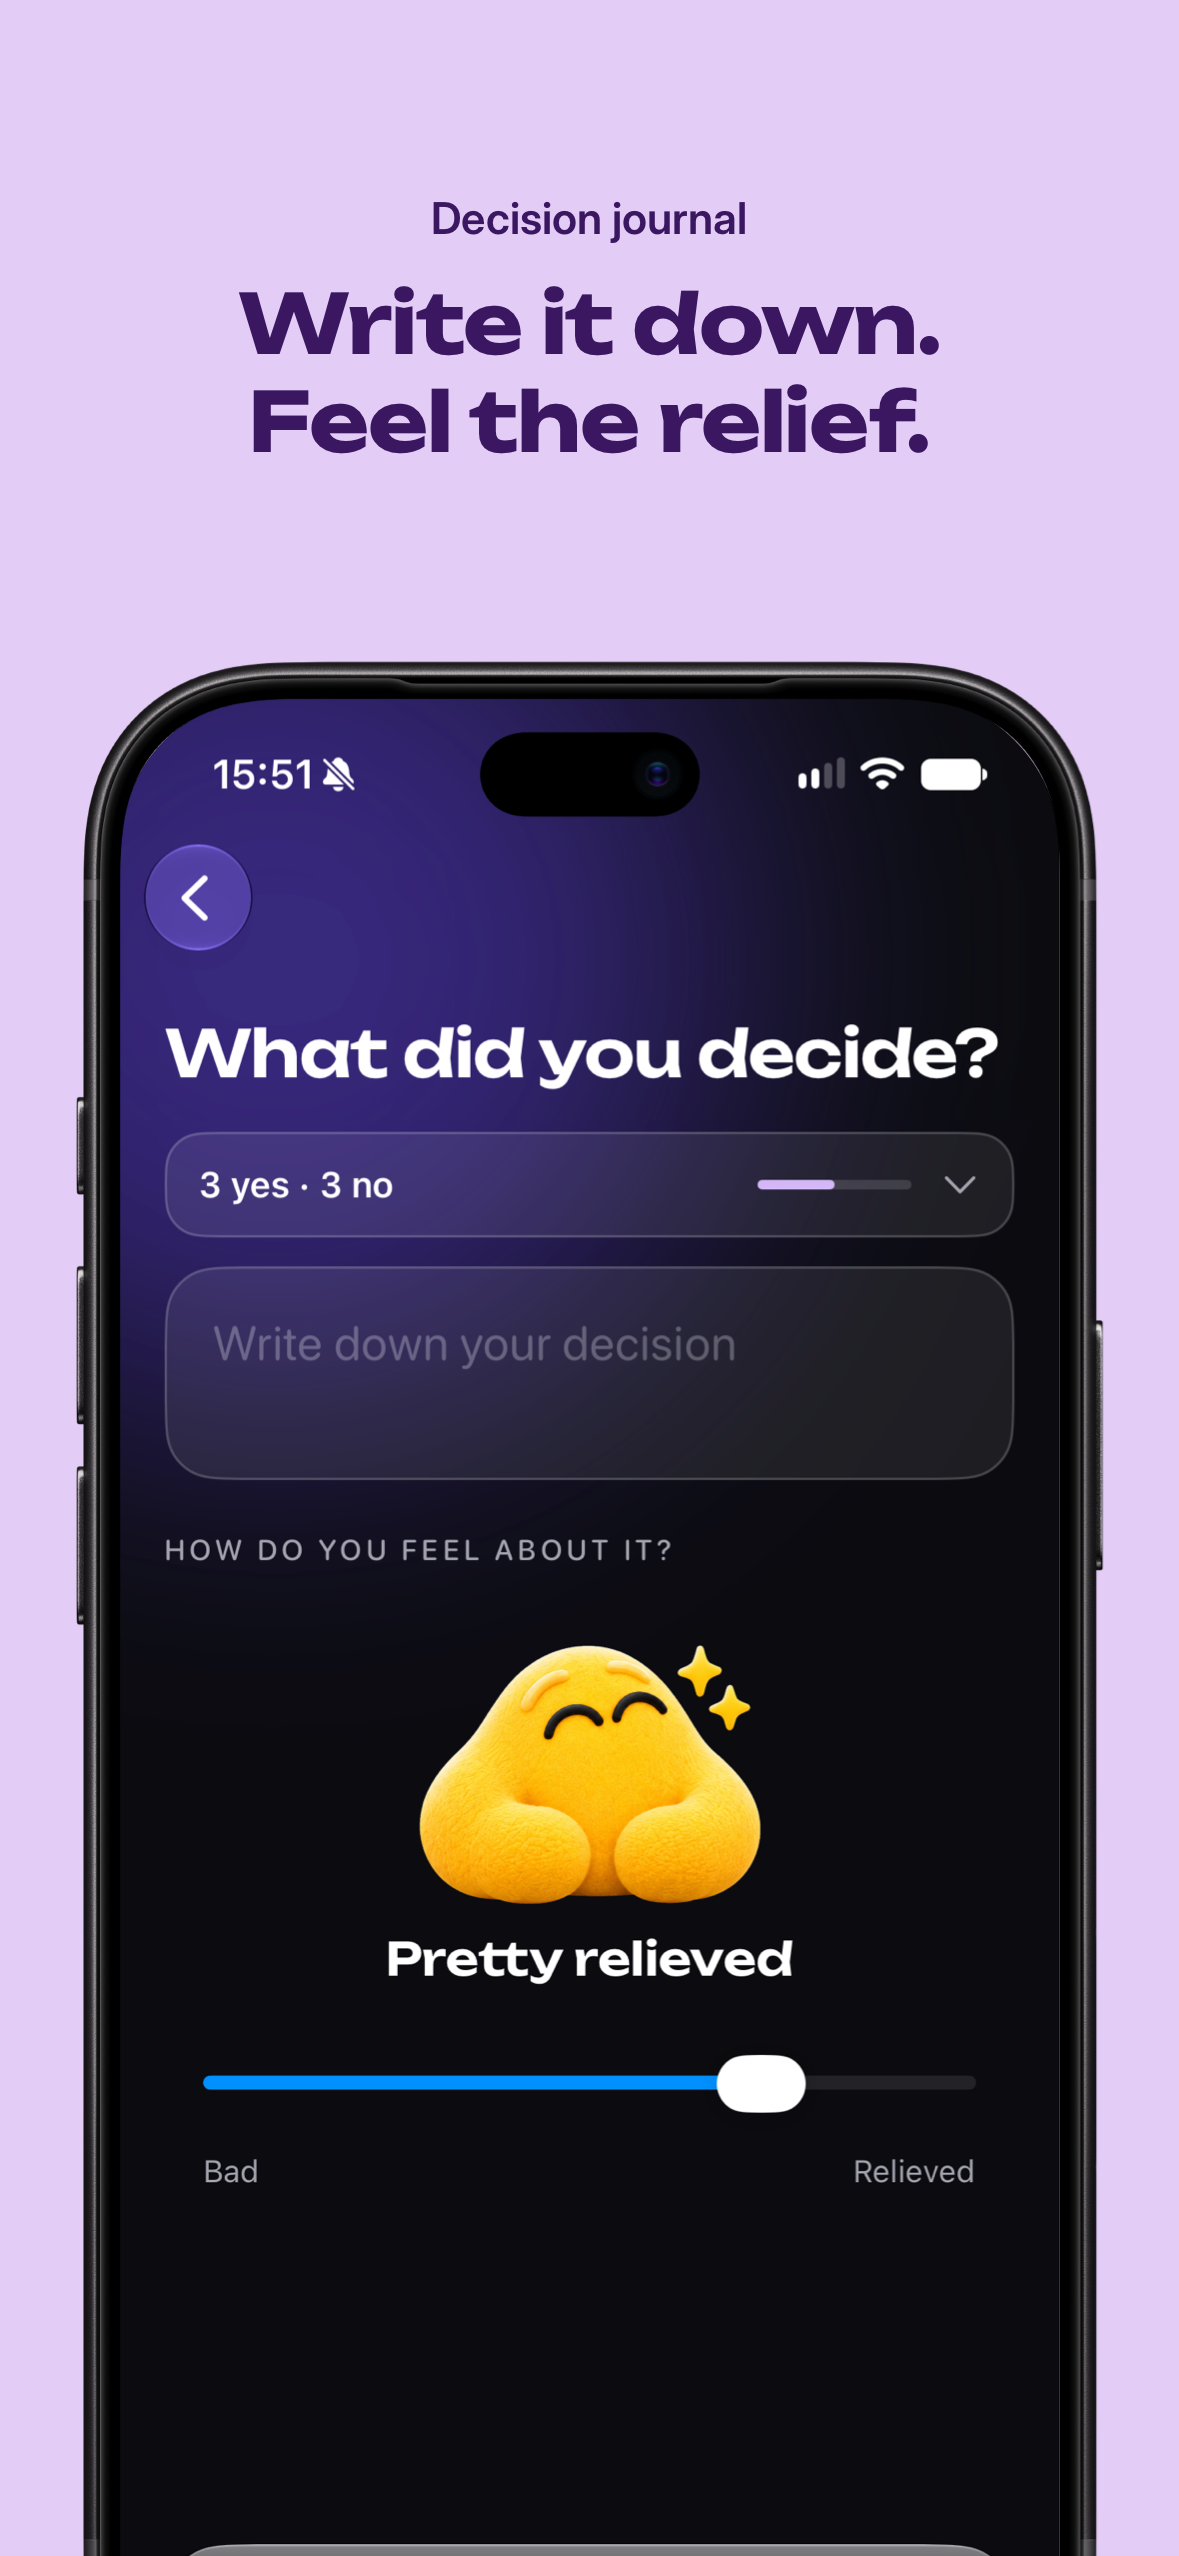 Decision journal
Write it down.
Feel the relief.
15:51
What did you decide?
3 yes · 3 no
Write down your decision
HOW DO YOU FEEL ABOUT IT?
Pretty relieved
Bad
Relieved